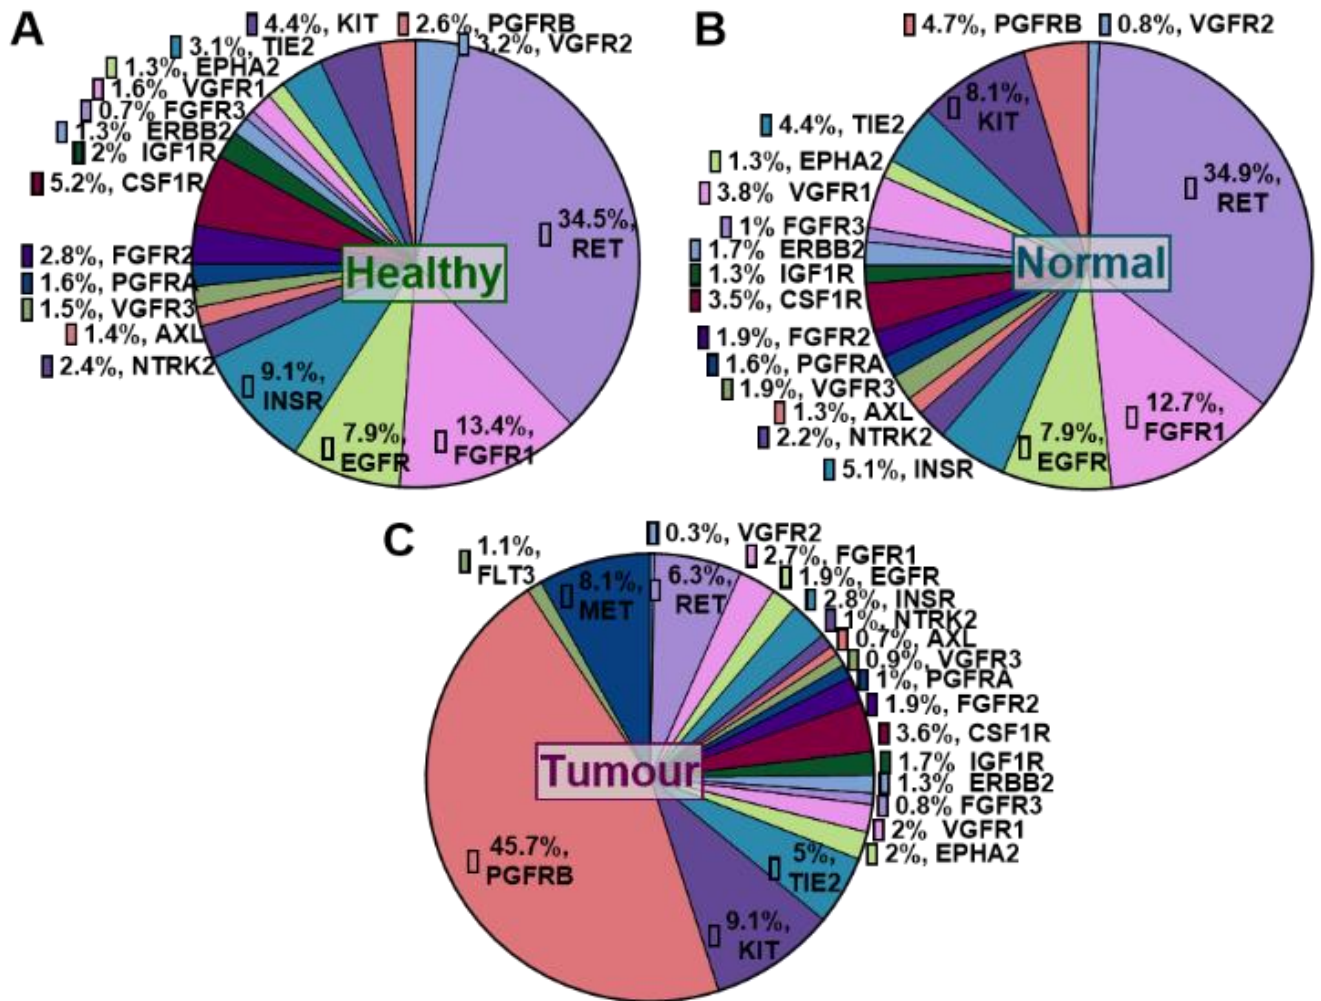 A
4.4%, KIT
2.6%, PGFRB
3.1%, TIE2
3.2%, VGFR2
1.3%, EPHA2
1.6% VGFR1
0.7% FGFR3
1.3% ERBB2
2% IGF1R
5.2%, CSF1R
2.8%, FGFR2
1.6%, PGFRA
1.5%, VGFR3
1.4%, AXL
2.4%, NTRK2
9.1%,
INSR
7.9%,
EGFR
13.4%,
FGFR1
34.5%,
RET
Healthy
B
4.7%, PGFRB
0.8%, VGFR2
8.1%,
KIT
4.4%, TIE2
1.3%, EPHA2
3.8% VGFR1
1% FGFR3
1.7% ERBB2
1.3% IGF1R
3.5%, CSF1R
1.9%, FGFR2
1.6%, PGFRA
1.9%, VGFR3
1.3%, AXL
2.2%, NTRK2
5.1%, INSR
7.9%,
EGFR
12.7%,
FGFR1
34.9%,
RET
Normal
C
1.1%,
FLT3
8.1%,
MET
0.3%, VGFR2
6.3%,
RET
2.7%, FGFR1
1.9%, EGFR
2.8%, INSR
1%, NTRK2
0.7%, AXL
0.9%, VGFR3
1%, PGFRA
1.9%, FGFR2
3.6%, CSF1R
1.7% IGF1R
1.3% ERBB2
0.8% FGFR3
2% VGFR1
2%, EPHA2
5%,
TIE2
9.1%,
KIT
45.7%,
PGFRB
Tumour